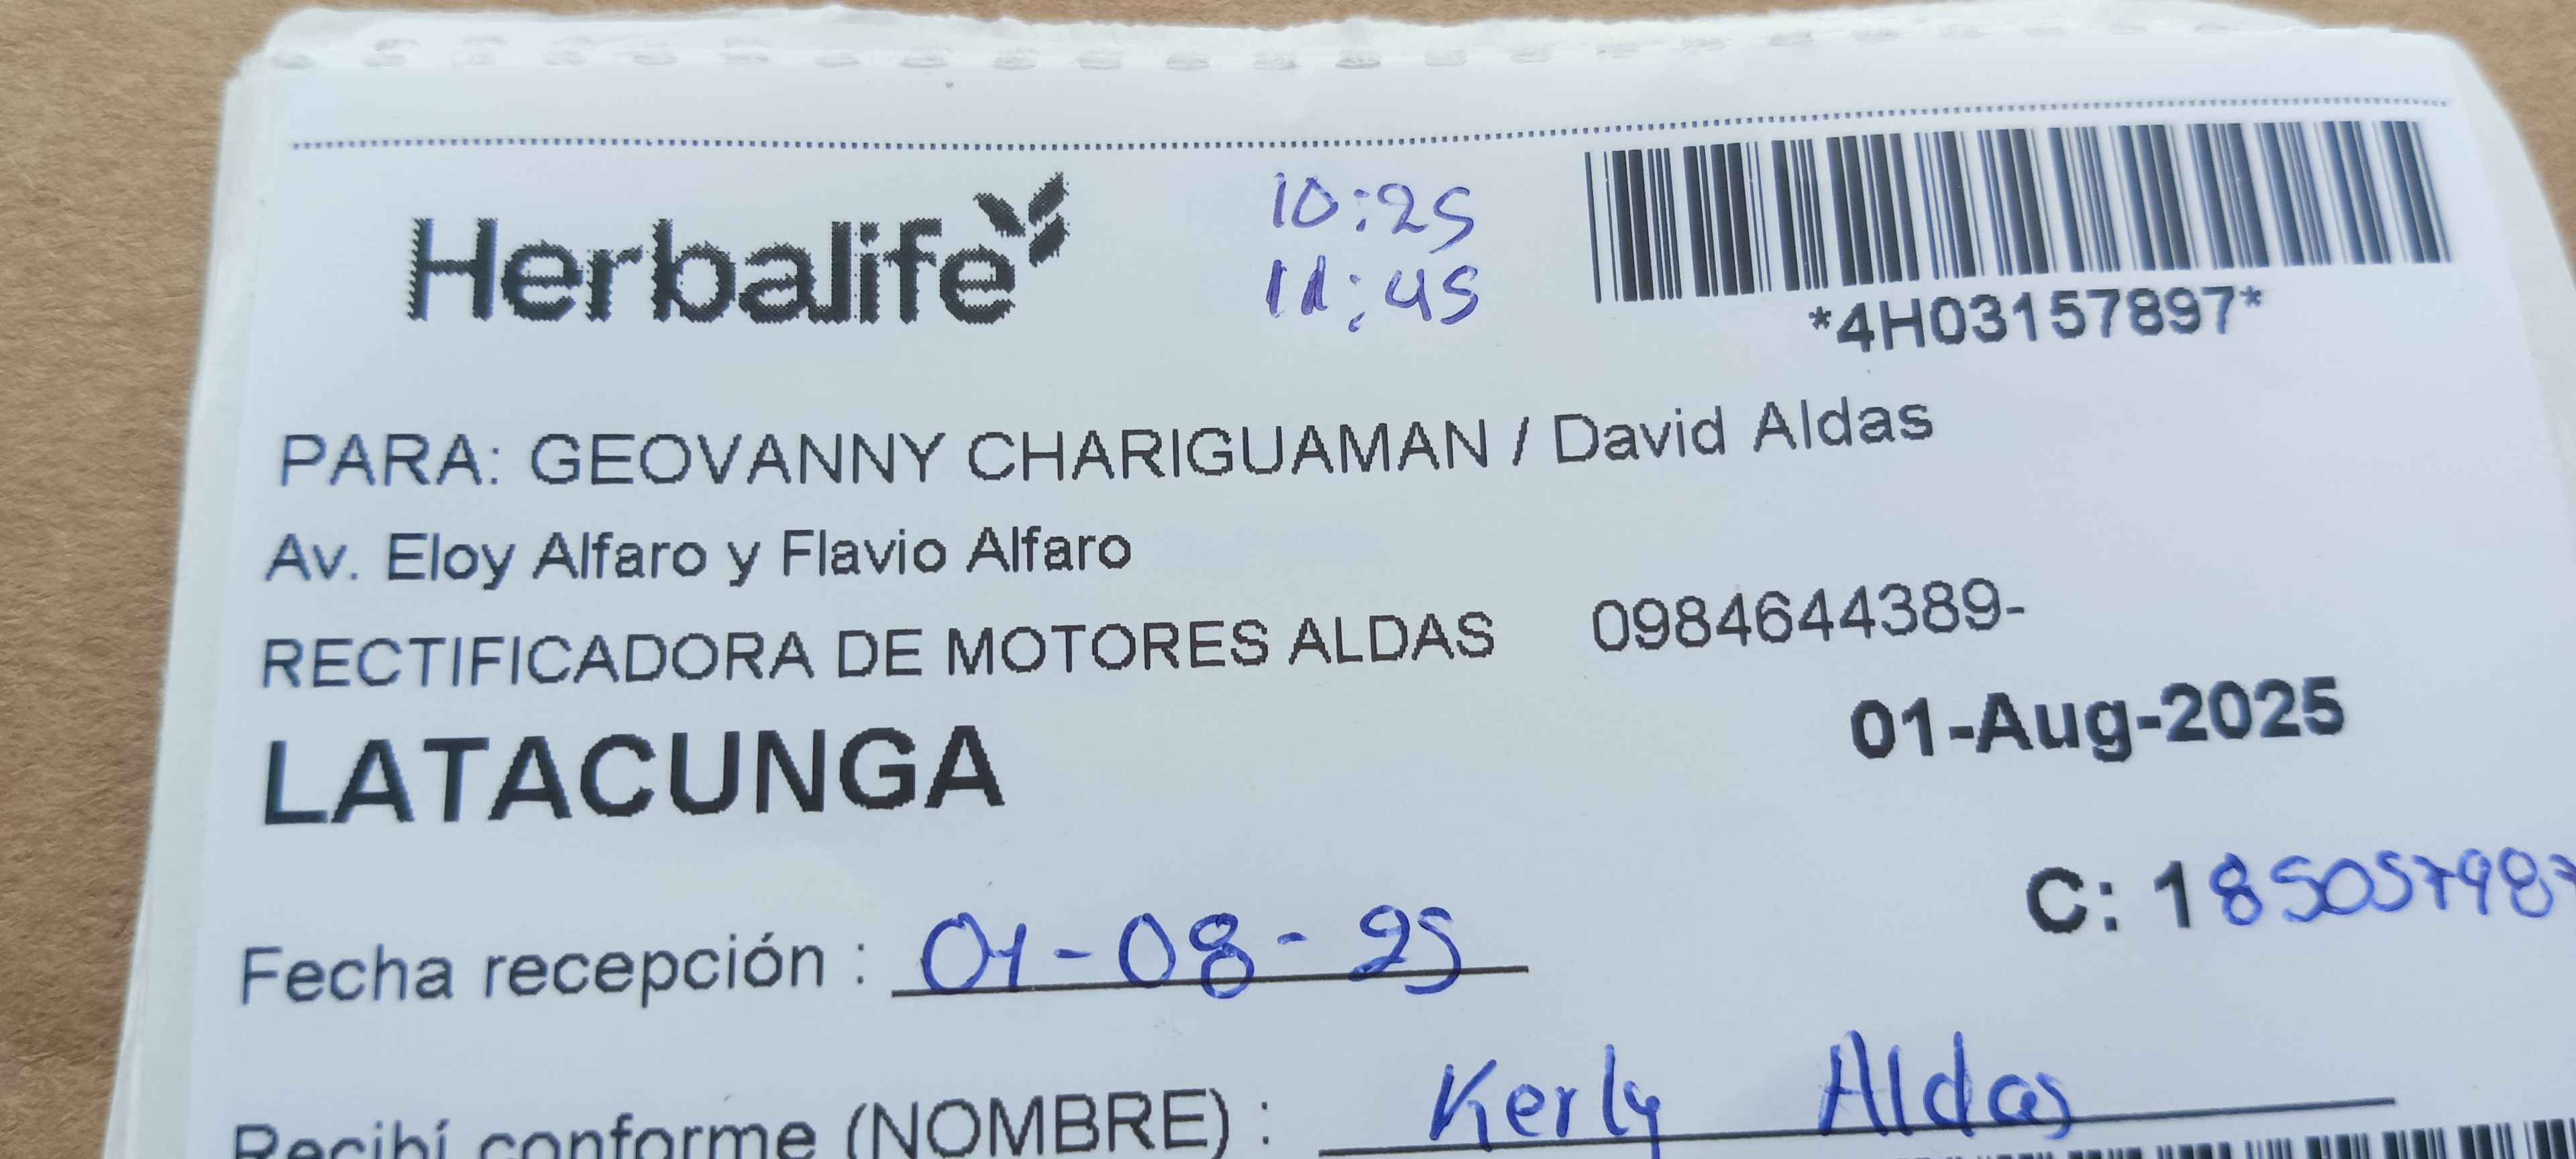 Herbalife
10:25
11:45
*4H03157897*
PARA: GEOVANNY CHARIGUAMAN / David Aldas
Av. Eloy Alfaro y Flavio Alfaro
RECTIFICADORA DE MOTORES ALDAS 0984644389-
LATACUNGA
01-Aug-2025
C: 185057987
Fecha recepción : 01-08-25
Recibí conforme (NOMBRE) : Kerly Aldas